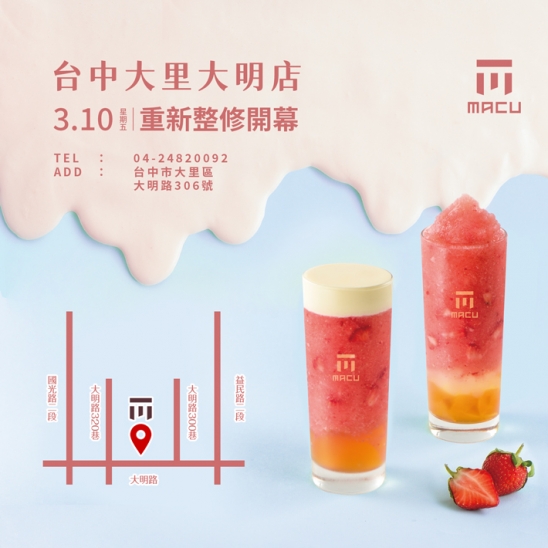 台中大里大明店
MACU
3.10 星期五 重新整修開幕
TEL : 04-24820092
ADD : 台中市大里區
大明路306號
MACU
MACU
國光路二段
大明路320巷
大明路300巷
益民路二段
大明路